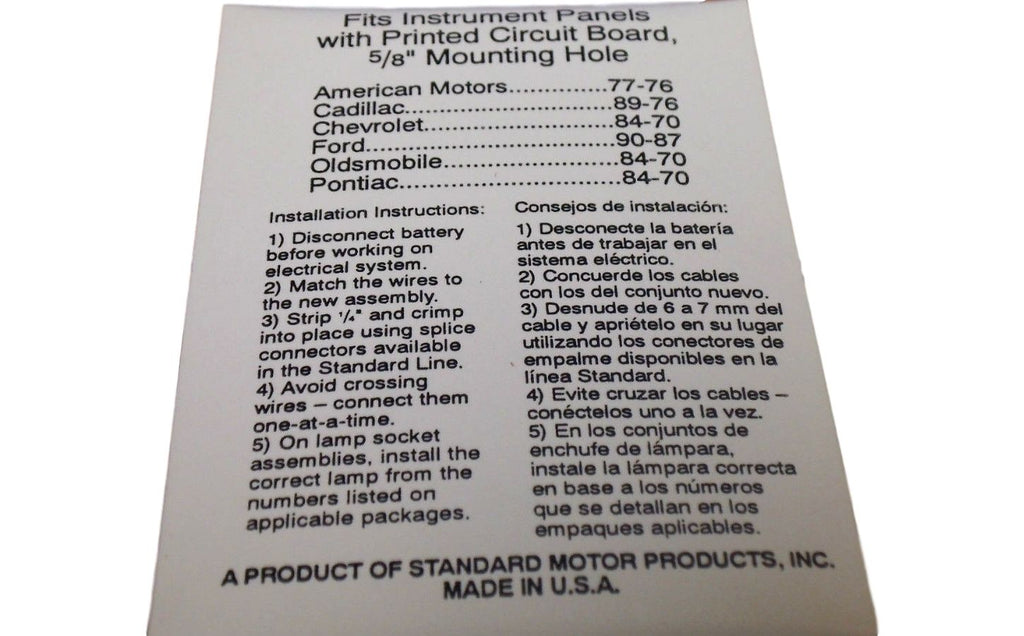 Fits Instrument Panels
with Printed Circuit Board,
5/8" Mounting Hole
American Motors..............77-76
Cadillac..............................89-76
Chevrolet...........................84-70
Ford....................................90-87
Oldsmobile.........................84-70
Pontiac................................84-70
Installation Instructions:
1) Disconnect battery
before working on
electrical system.
2) Match the wires to
the new assembly.
3) Strip 1/4" and crimp
into place using splice
connectors available
in the Standard Line.
4) Avoid crossing
wires – connect them
one-at-a-time.
5) On lamp socket
assemblies, install the
correct lamp from the
numbers listed on
applicable packages.
Consejos de instalación:
1) Desconecte la batería
antes de trabajar en el
sistema eléctrico.
2) Concuerde los cables
con los del conjunto nuevo.
3) Desnude de 6 a 7 mm del
cable y apriételo en su lugar
utilizando los conectores de
empalme disponibles en la
línea Standard.
4) Evite cruzar los cables –
conéctelos uno a la vez.
5) En los conjuntos de
enchufe de lámpara,
instale la lámpara correcta
en base a los números
que se detallan en los
empaques aplicables.
A PRODUCT OF STANDARD MOTOR PRODUCTS, INC.
MADE IN U.S.A.